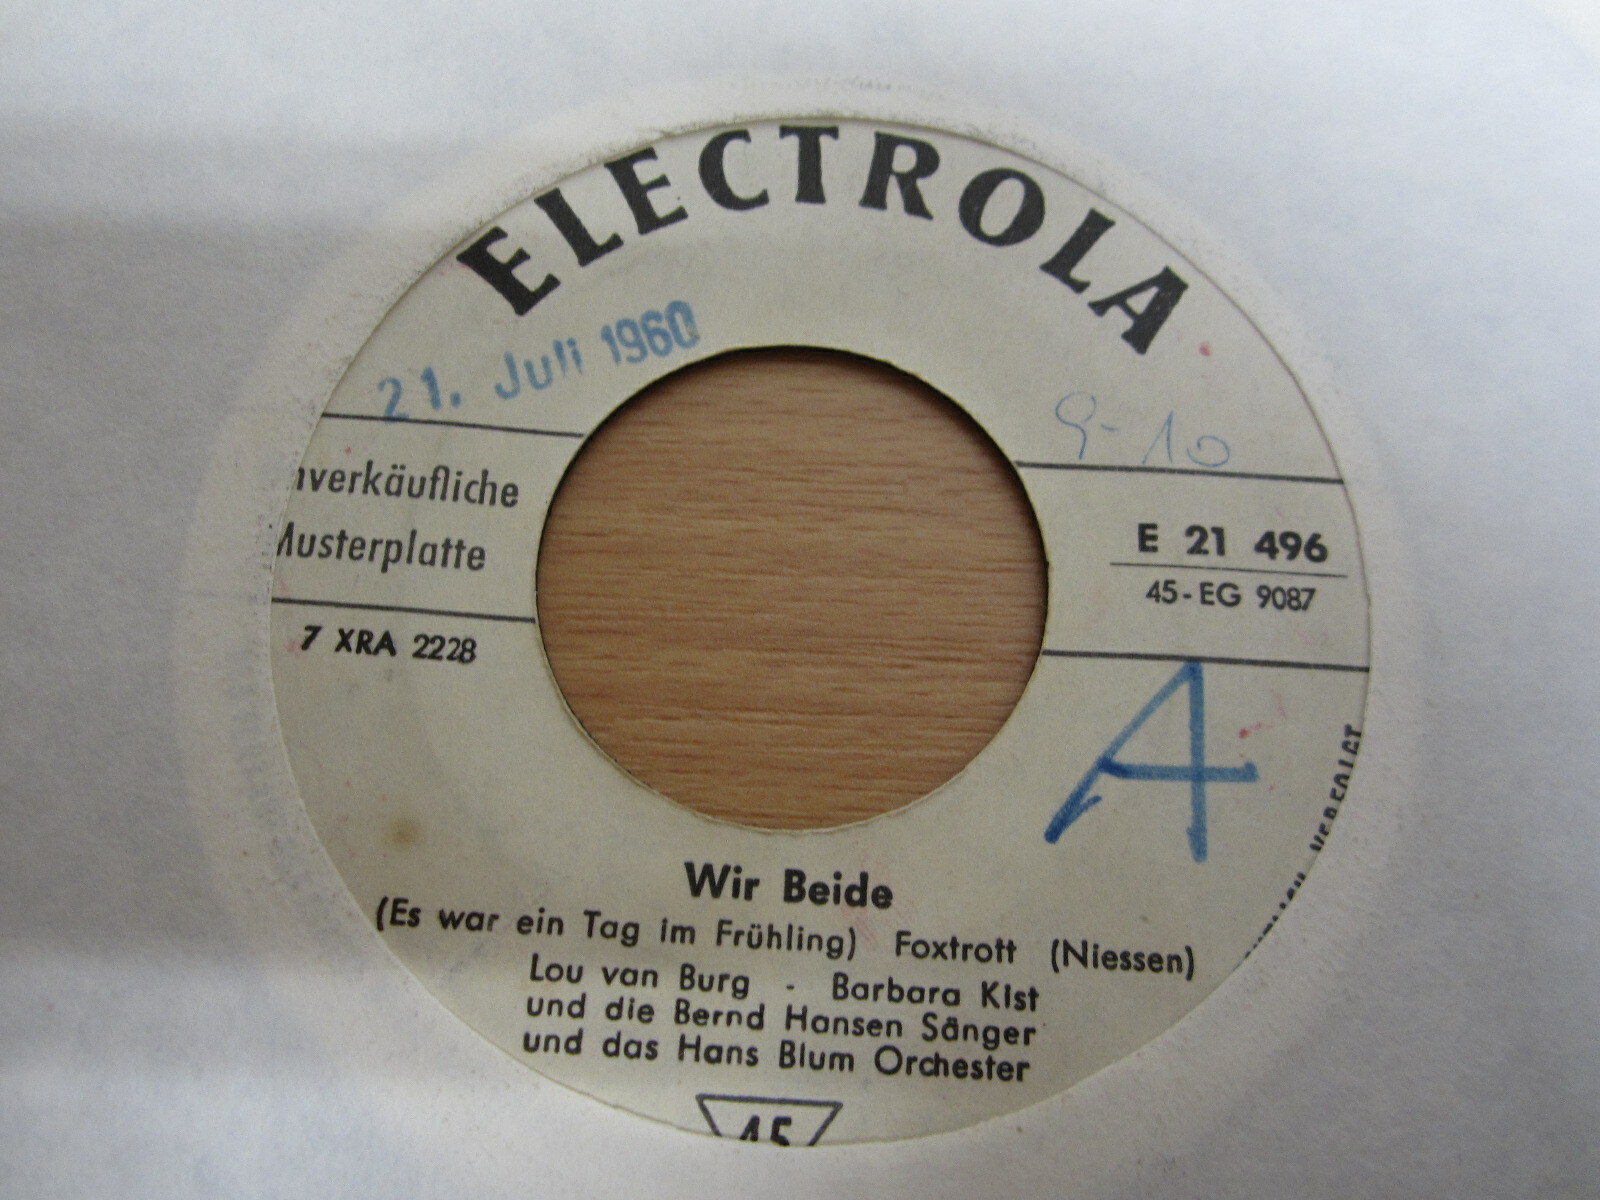 ELECTROLA
21. Juli 1960
9-10
nverkäufliche
Musterplatte
E 21 496
45-EG 9087
7 XRA 2228
A
VERFOLGT
Wir Beide
(Es war ein Tag im Frühling) Foxtrott (Niessen)
Lou van Burg - Barbara Kist
und die Bernd Hansen Sänger
und das Hans Blum Orchester
45